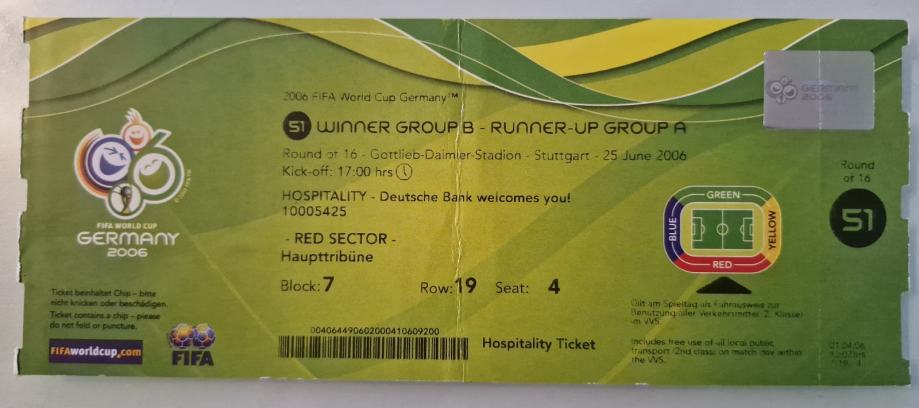 2006 FIFA World Cup Germany™
51 WINNER GROUP B - RUNNER-UP GROUP A
Round of 16 - Gottlieb-Daimler-Stadion - Stuttgart - 25 June 2006
Kick-off: 17:00 hrs
HOSPITALITY - Deutsche Bank welcomes you!
10005425
- RED SECTOR -
Haupttribüne
Block: 7 Row: 19 Seat: 4
004064490602000410609200
Hospitality Ticket
FIFA WORLD CUP
GERMANY
2006
Ticket beinhaltet Chip – bitte
nicht knicken oder beschädigen.
Ticket contains a chip – please
do not fold or puncture.
FIFAworldcup.com
FIFA
GERMANY
2006
Round
of 16
51
GREEN
BLUE
YELLOW
RED
Gilt am Spieltag als Fahrausweis zur
Benutzung aller Verkehrsmittel 2. Klasse
im VVS.
Includes free use of all local public
transport (2nd class) on match day within
the VVS.
01.04.06